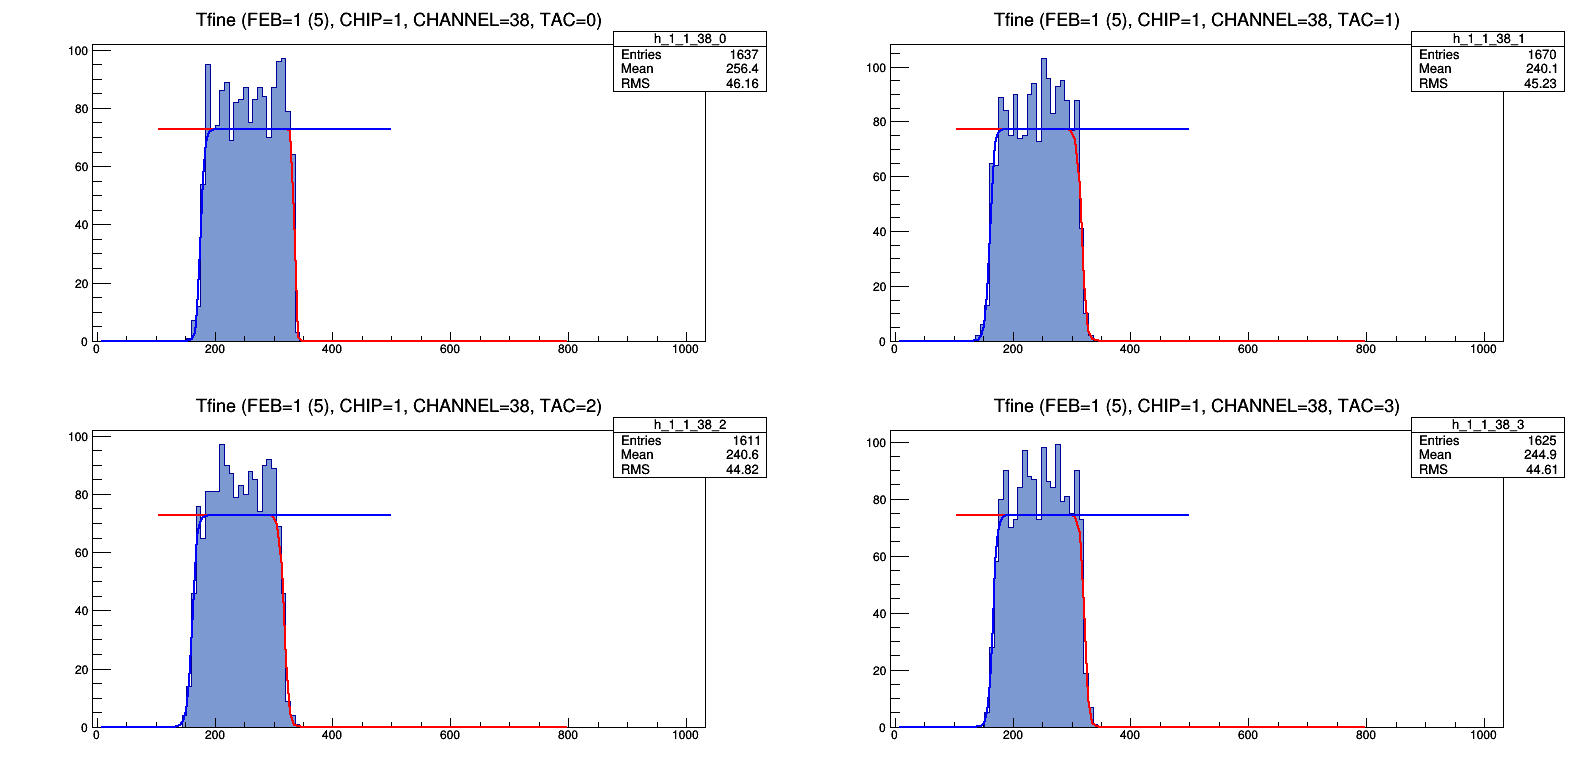 Tfine (FEB=1 (5), CHIP=1, CHANNEL=38, TAC=0)
h_1_1_38_0
Entries 1637
Mean 256.4
RMS 46.16
100
80
60
40
20
0
0 200 400 600 800 1000
Tfine (FEB=1 (5), CHIP=1, CHANNEL=38, TAC=1)
h_1_1_38_1
Entries 1670
Mean 240.1
RMS 45.23
100
80
60
40
20
0
0 200 400 600 800 1000
Tfine (FEB=1 (5), CHIP=1, CHANNEL=38, TAC=2)
h_1_1_38_2
Entries 1611
Mean 240.6
RMS 44.82
100
80
60
40
20
0
0 200 400 600 800 1000
Tfine (FEB=1 (5), CHIP=1, CHANNEL=38, TAC=3)
h_1_1_38_3
Entries 1625
Mean 244.9
RMS 44.61
100
80
60
40
20
0
0 200 400 600 800 1000